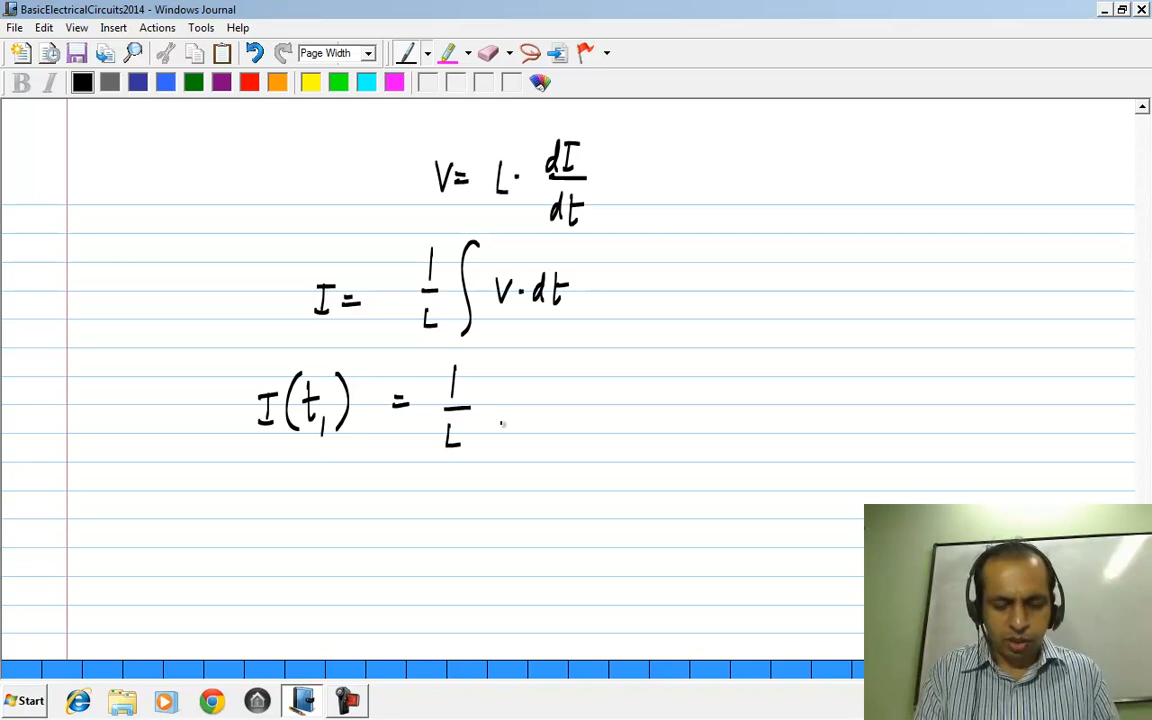 BasicElectricalCircuits2014 - Windows Journal
File Edit View Insert Actions Tools Help
Page Width
B I
V= L· dI/dt
I= 1/L ∫ V·dt
I(t₁) = 1/L
Start